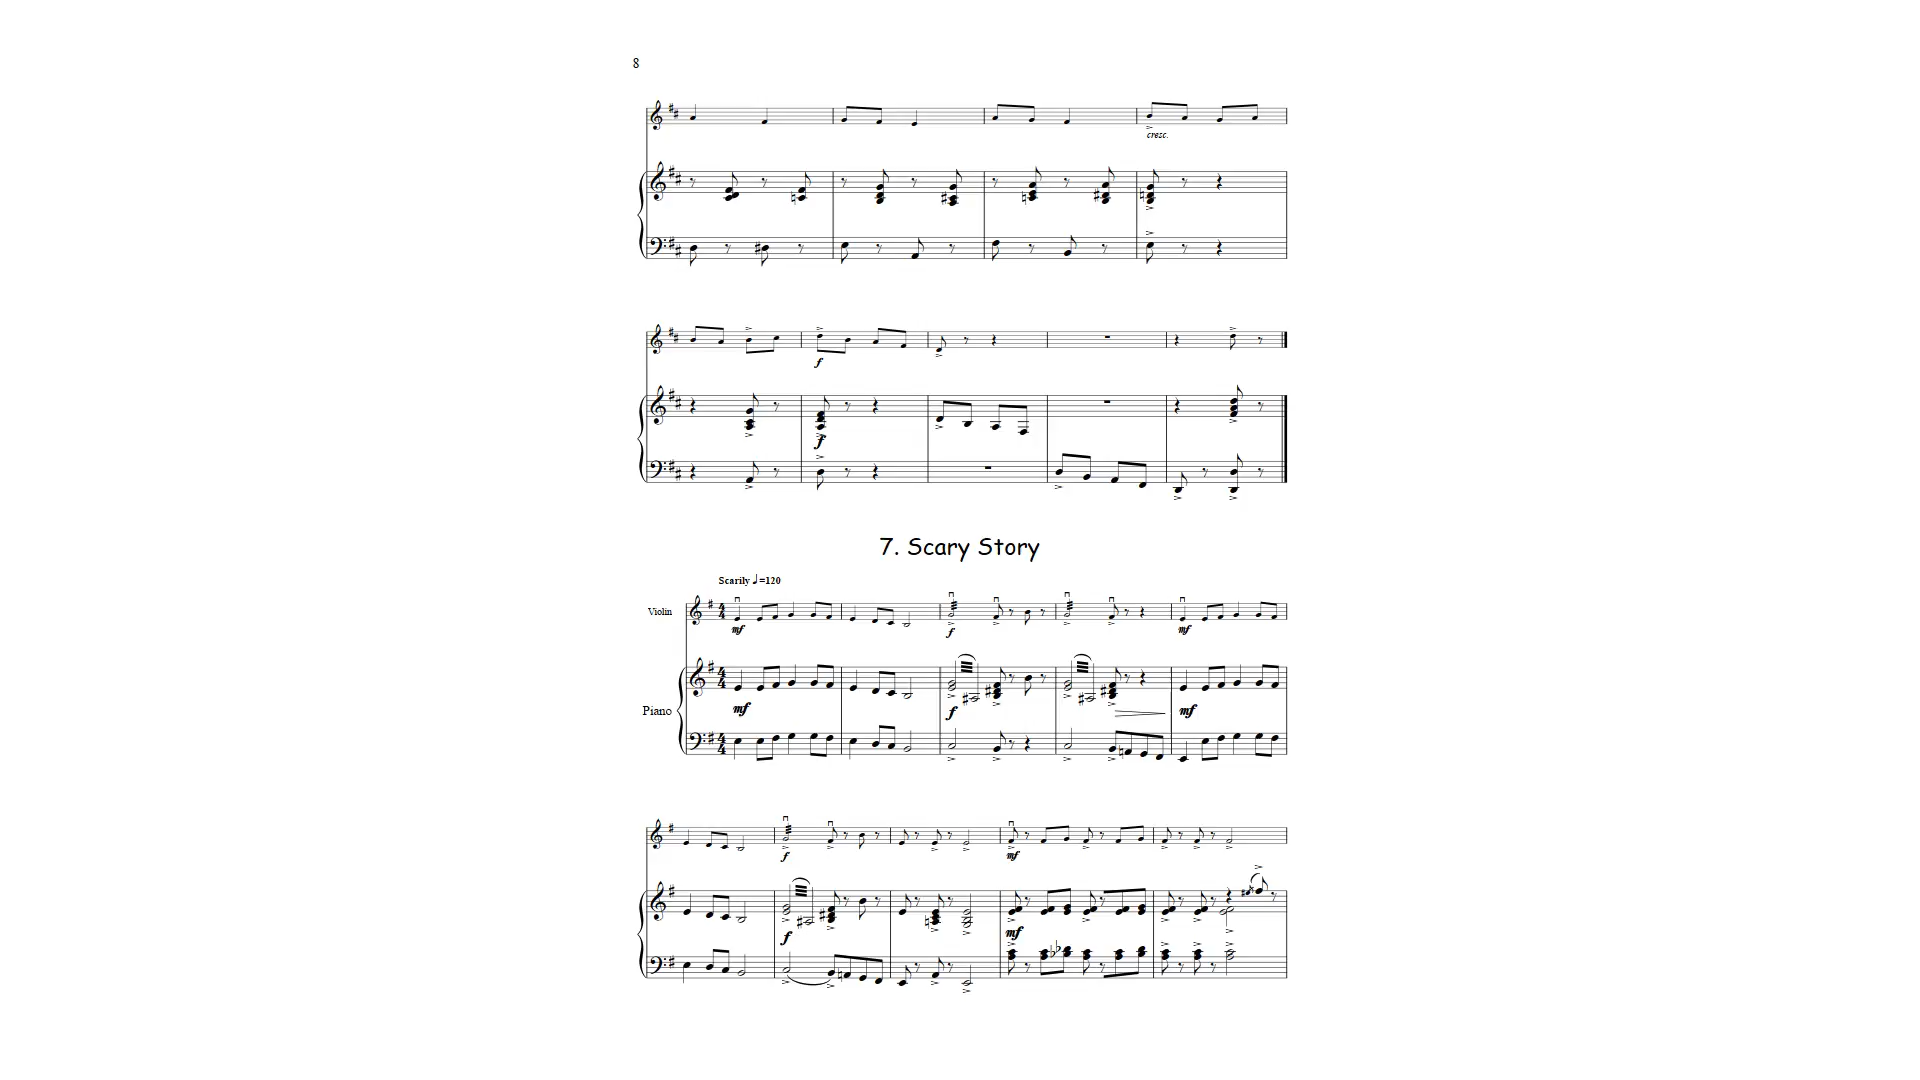 8
cresc.
f
f
7. Scary Story
Scarily ♩=120
Violin
mf
f
mf
Piano
mf
f
mf
f
mf
f
mf